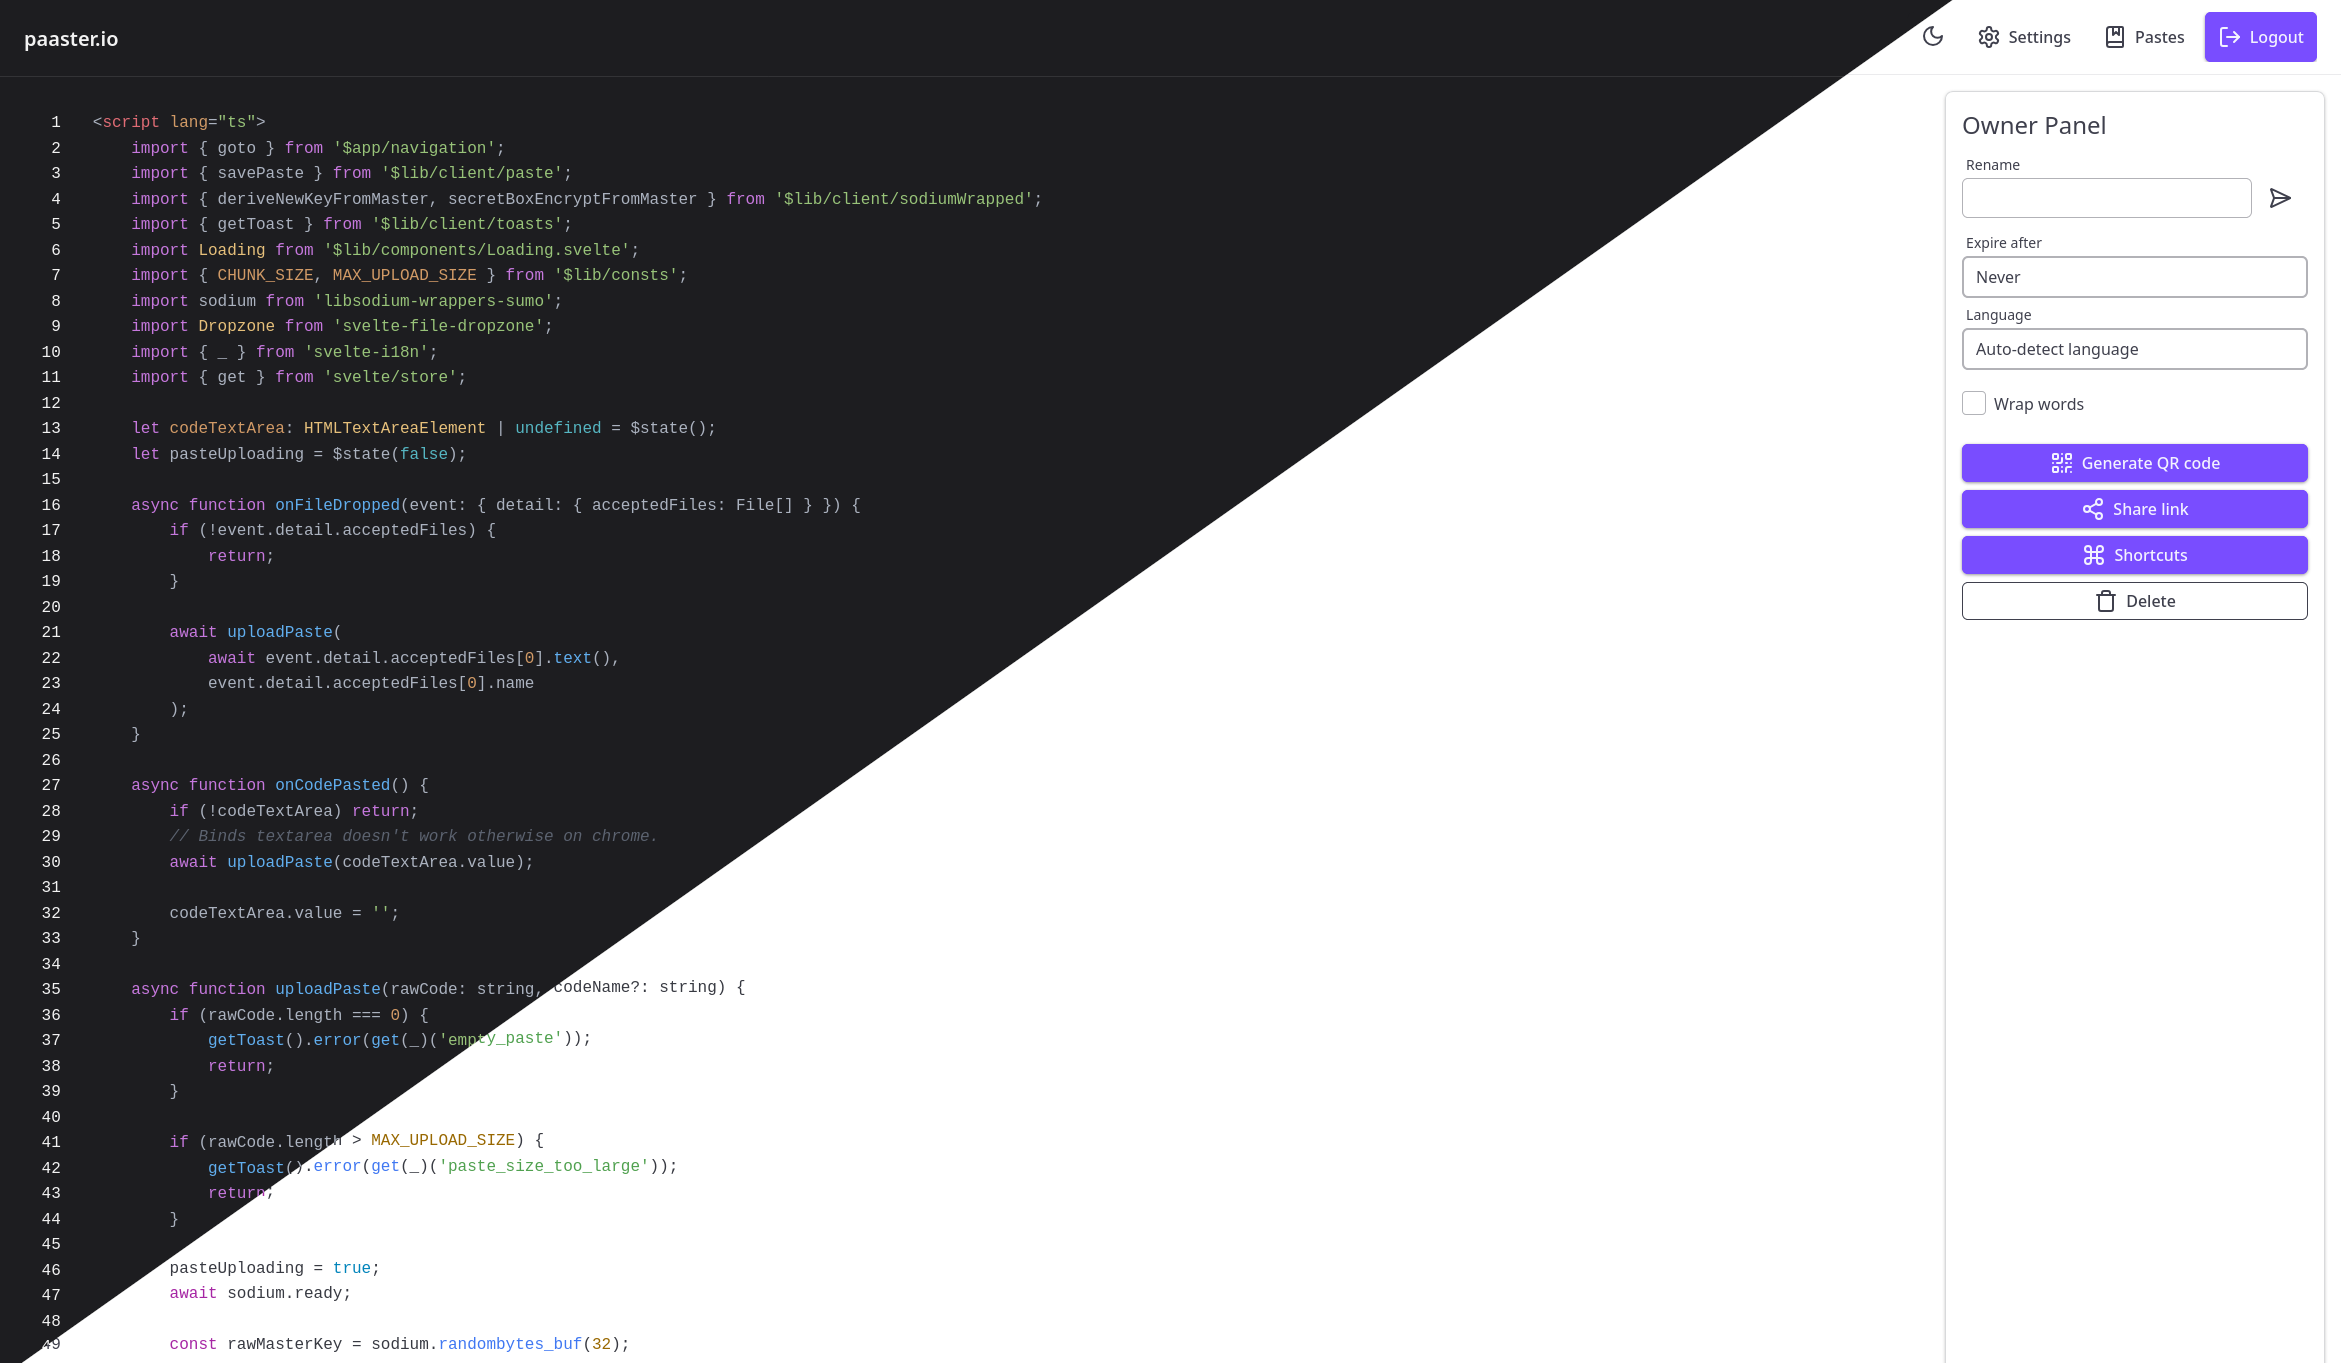 paaster.io
Settings
Pastes
Logout
1 <script lang="ts">
2 import { goto } from '$app/navigation';
3 import { savePaste } from '$lib/client/paste';
4 import { deriveNewKeyFromMaster, secretBoxEncryptFromMaster } from '$lib/client/sodiumWrapped';
5 import { getToast } from '$lib/client/toasts';
6 import Loading from '$lib/components/Loading.svelte';
7 import { CHUNK_SIZE, MAX_UPLOAD_SIZE } from '$lib/consts';
8 import sodium from 'libsodium-wrappers-sumo';
9 import Dropzone from 'svelte-file-dropzone';
10 import { _ } from 'svelte-i18n';
11 import { get } from 'svelte/store';
12
13 let codeTextArea: HTMLTextAreaElement | undefined = $state();
14 let pasteUploading = $state(false);
15
16 async function onFileDropped(event: { detail: { acceptedFiles: File[] } }) {
17 if (!event.detail.acceptedFiles) {
18 return;
19 }
20
21 await uploadPaste(
22 await event.detail.acceptedFiles[0].text(),
23 event.detail.acceptedFiles[0].name
24 );
25 }
26
27 async function onCodePasted() {
28 if (!codeTextArea) return;
29 // Binds textarea doesn't work otherwise on chrome.
30 await uploadPaste(codeTextArea.value);
31
32 codeTextArea.value = '';
33 }
34
35 async function uploadPaste(rawCode: string, codeName?: string) {
36 if (rawCode.length === 0) {
37 getToast().error(get(_)('empty_paste'));
38 return;
39 }
40
41 if (rawCode.length > MAX_UPLOAD_SIZE) {
42 getToast().error(get(_)('paste_size_too_large'));
43 return;
44 }
45
46 pasteUploading = true;
47 await sodium.ready;
48
49 const rawMasterKey = sodium.randombytes_buf(32);
Owner Panel
Rename
Expire after
Never
Language
Auto-detect language
Wrap words
Generate QR code
Share link
Shortcuts
Delete